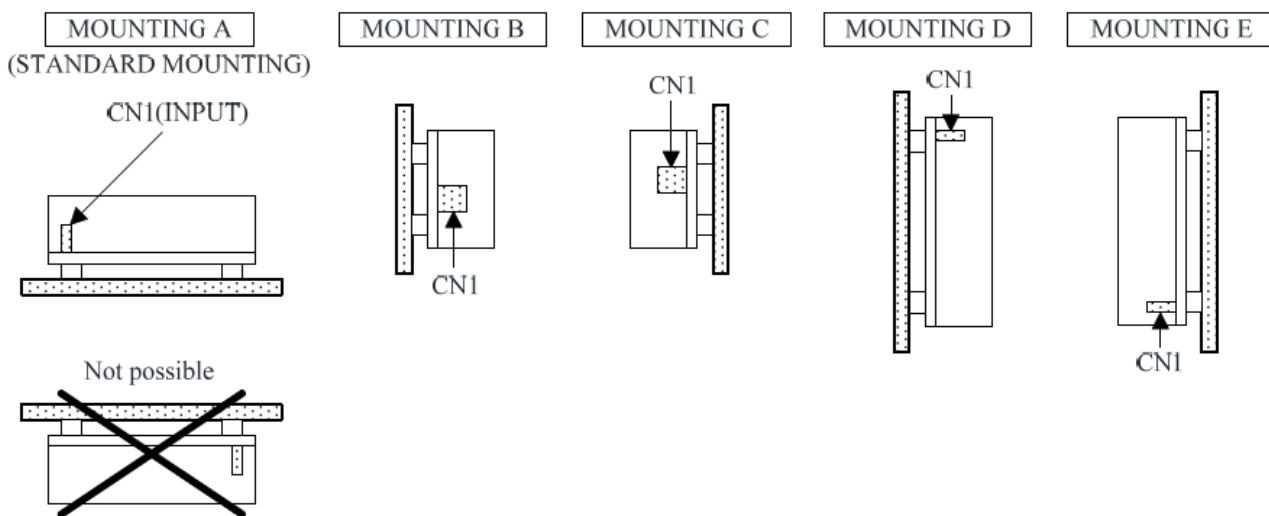 MOUNTING A
(STANDARD MOUNTING)
CN1(INPUT)
MOUNTING B
CN1
MOUNTING C
CN1
MOUNTING D
CN1
MOUNTING E
CN1
Not possible